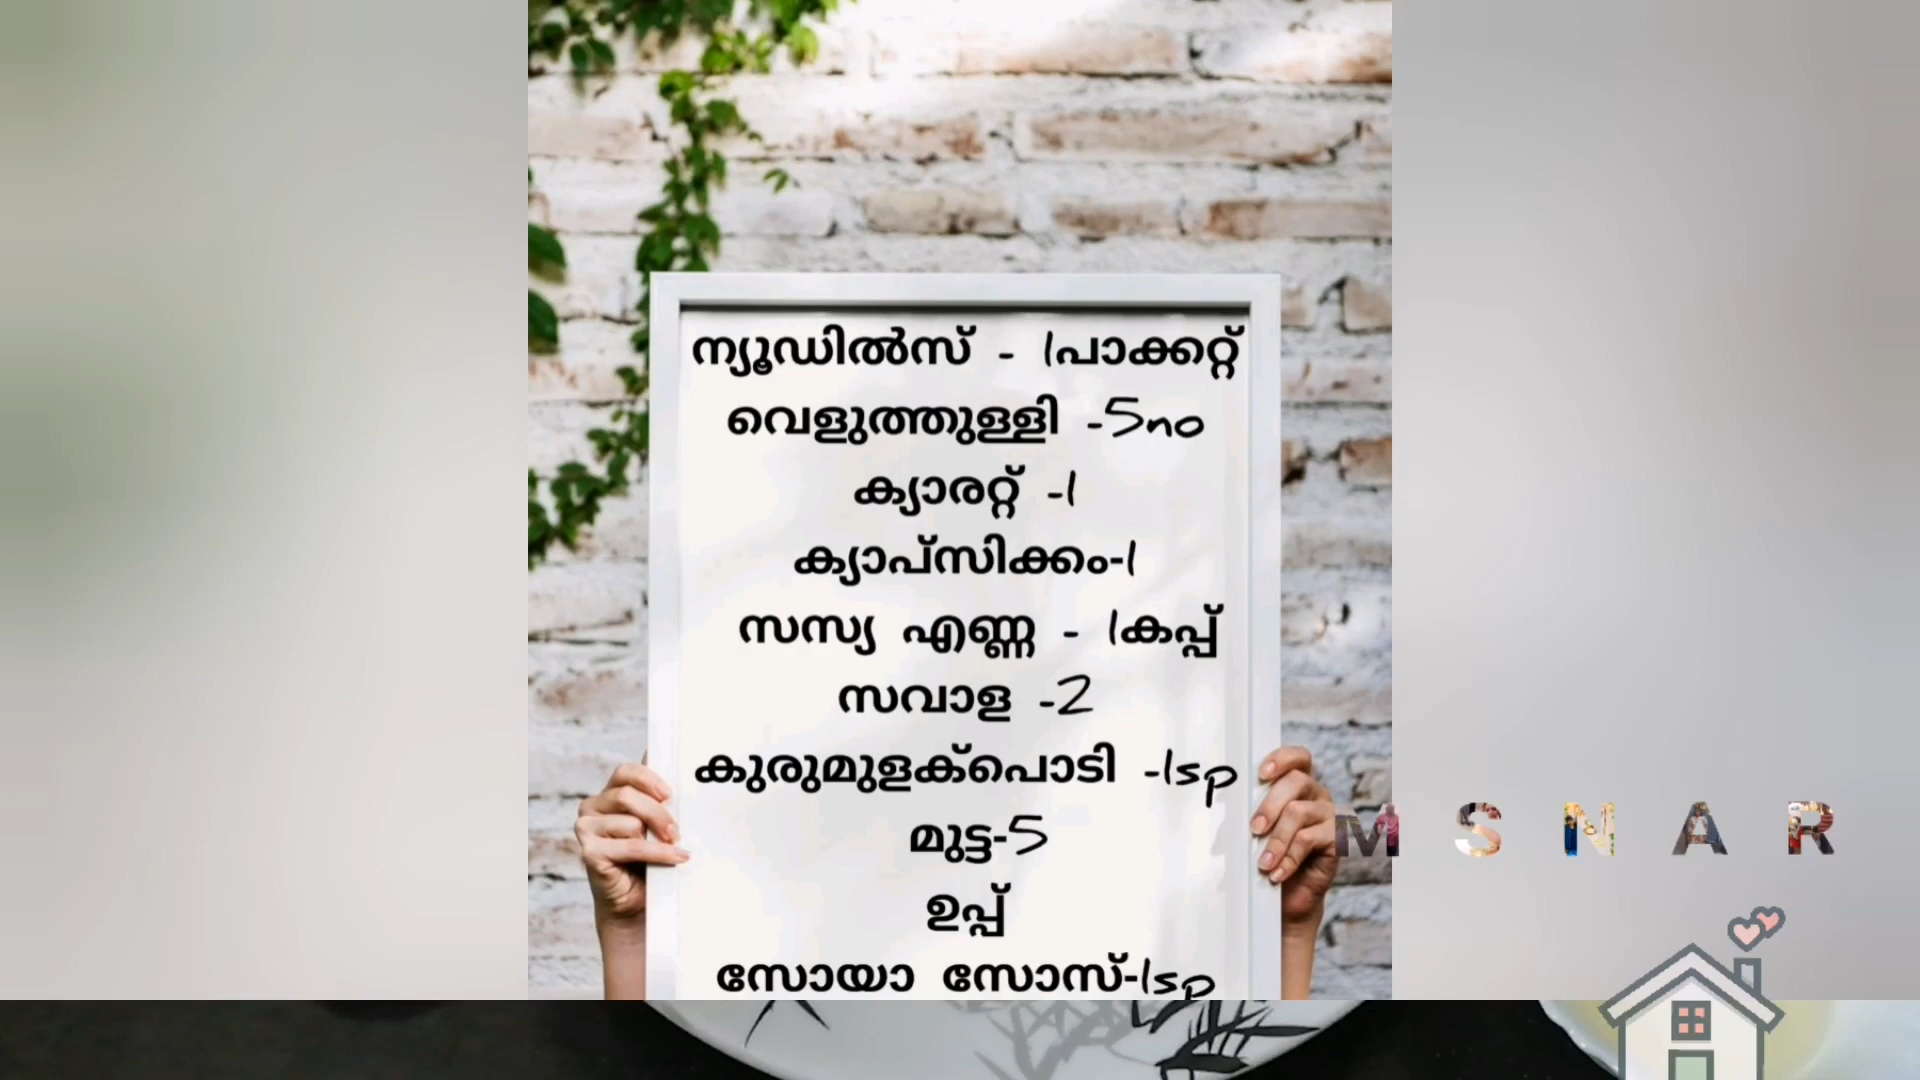 ന്യൂഡിൽസ് - 1പാക്കറ്റ്
വെളുത്തുള്ളി -5no
ക്യാരറ്റ് -1
ക്യാപ്സിക്കം-1
സസ്യ എണ്ണ - 1കപ്പ്
സവാള -2
കുരുമുളക്പൊടി -1sp
മുട്ട-5
ഉപ്പ്
സോയാ സോസ്-1sp
M S N A R